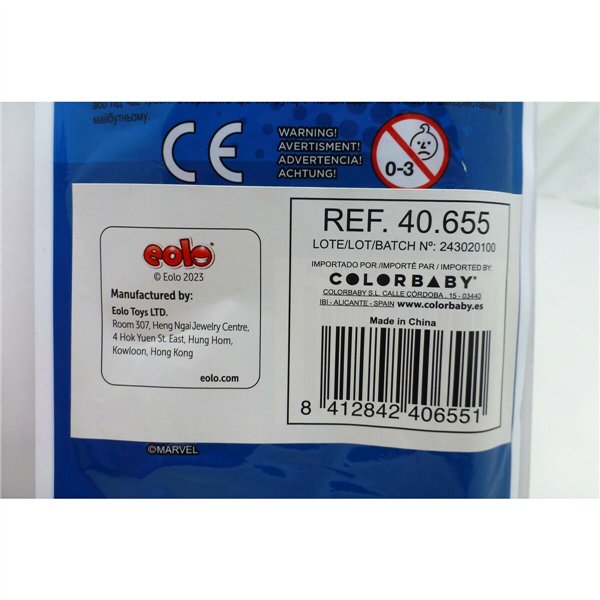 майбутньому.
CE
WARNING!
AVERTISMENT!
ADVERTENCIA!
ACHTUNG!
0-3
eolo
© Eolo 2023
Manufactured by:
Eolo Toys LTD.
Room 307, Heng NgaiJewelry Centre,
4 Hok Yuen St. East, Hung Hom,
Kowloon, Hong Kong
eolo.com
REF. 40.655
LOTE/LOT/BATCH Nº: 243020100
IMPORTADO POR /IMPORTÉ PAR / IMPORTED BY:
COLORBABY®
COLORBABY S.L. CALLE CÓRDOBA , 15 - 03440
IBI - ALICANTE - SPAIN www.colorbaby.es
Made in China
8 412842 406551
©MARVEL